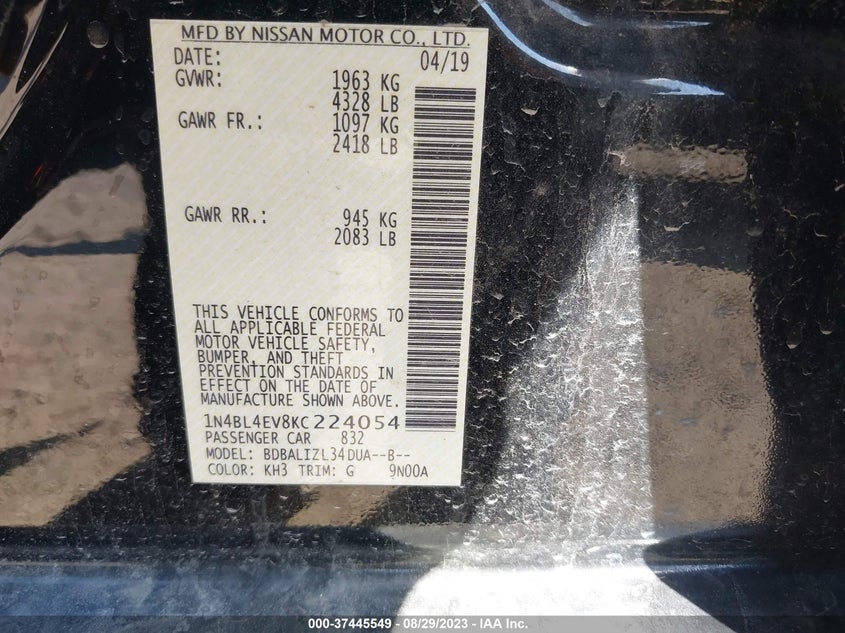 MFD BY NISSAN MOTOR CO., LTD.
DATE: 04/19
GVWR: 1963 KG
4328 LB
GAWR FR.: 1097 KG
2418 LB
GAWR RR.: 945 KG
2083 LB
THIS VEHICLE CONFORMS TO
ALL APPLICABLE FEDERAL
MOTOR VEHICLE SAFETY,
BUMPER, AND THEFT
PREVENTION STANDARDS IN
EFFECT ON THE DATE OF
MANUFACTURE SHOWN ABOVE.
1N4BL4EV8KC224054
PASSENGER CAR 832
MODEL: BDBALIZL34DUA--B--
COLOR: KH3 TRIM: G 9N00A
000-37445549 | 08/29/2023 - IAA Inc.